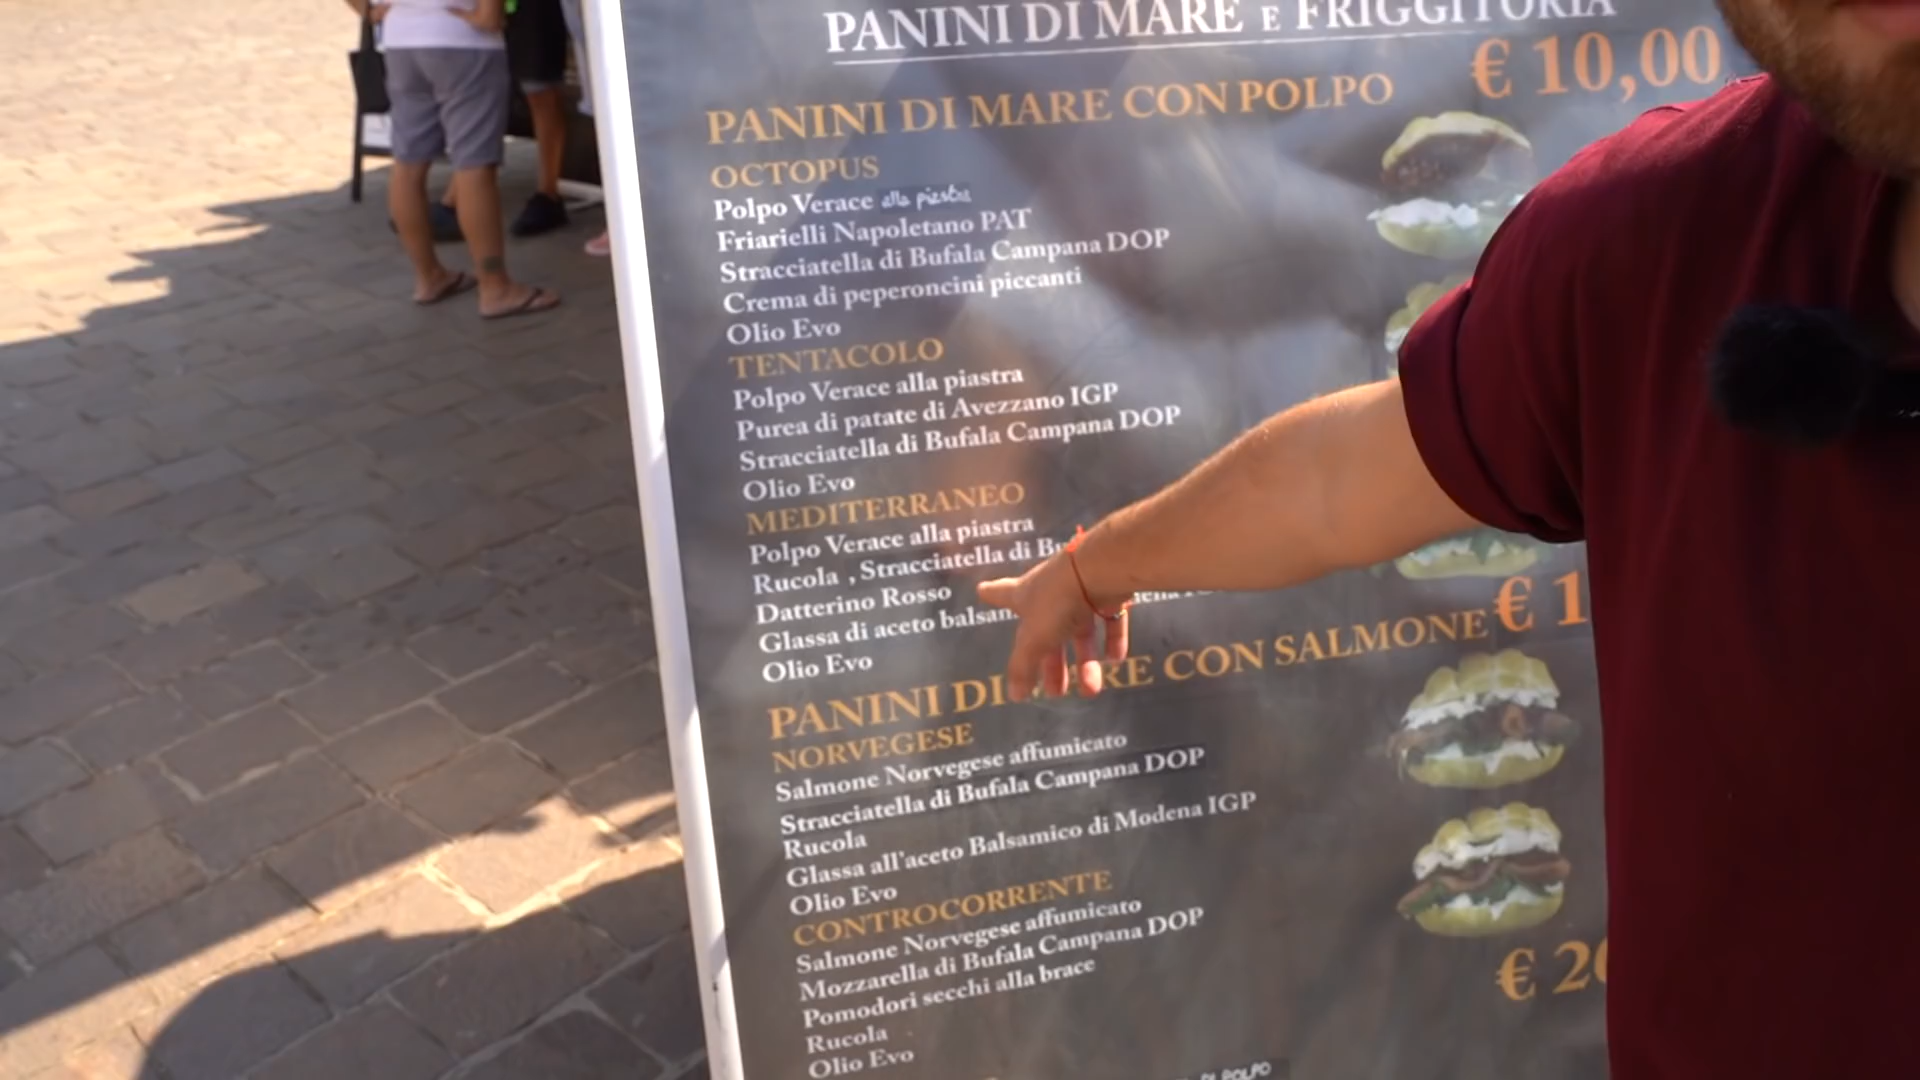 PANINI DI MARE E FRIGGITORIA
PANINI DI MARE CON POLPO € 10,00
OCTOPUS
Polpo Verace alla piastra
Friarielli Napoletano PAT
Stracciatella di Bufala Campana DOP
Crema di peperoncini piccanti
Olio Evo
TENTACOLO
Polpo Verace alla piastra
Purea di patate di Avezzano IGP
Stracciatella di Bufala Campana DOP
Olio Evo
MEDITERRANEO
Polpo Verace alla piastra
Rucola , Stracciatella di
Datterino Rosso
Glassa di aceto
Olio Evo
PANINI DI CON SALMONE €
NORVEGESE
Salmone Norvegese affumicato
Stracciatella di Bufala Campana DOP
Rucola
Glassa all'aceto Balsamico di Modena IGP
Olio Evo
CONTROCORRENTE
Salmone Norvegese affumicato
Mozzarella di Bufala Campana DOP
Pomodori secchi alla brace
Rucola
Olio Evo
€ 20
DI POLPO